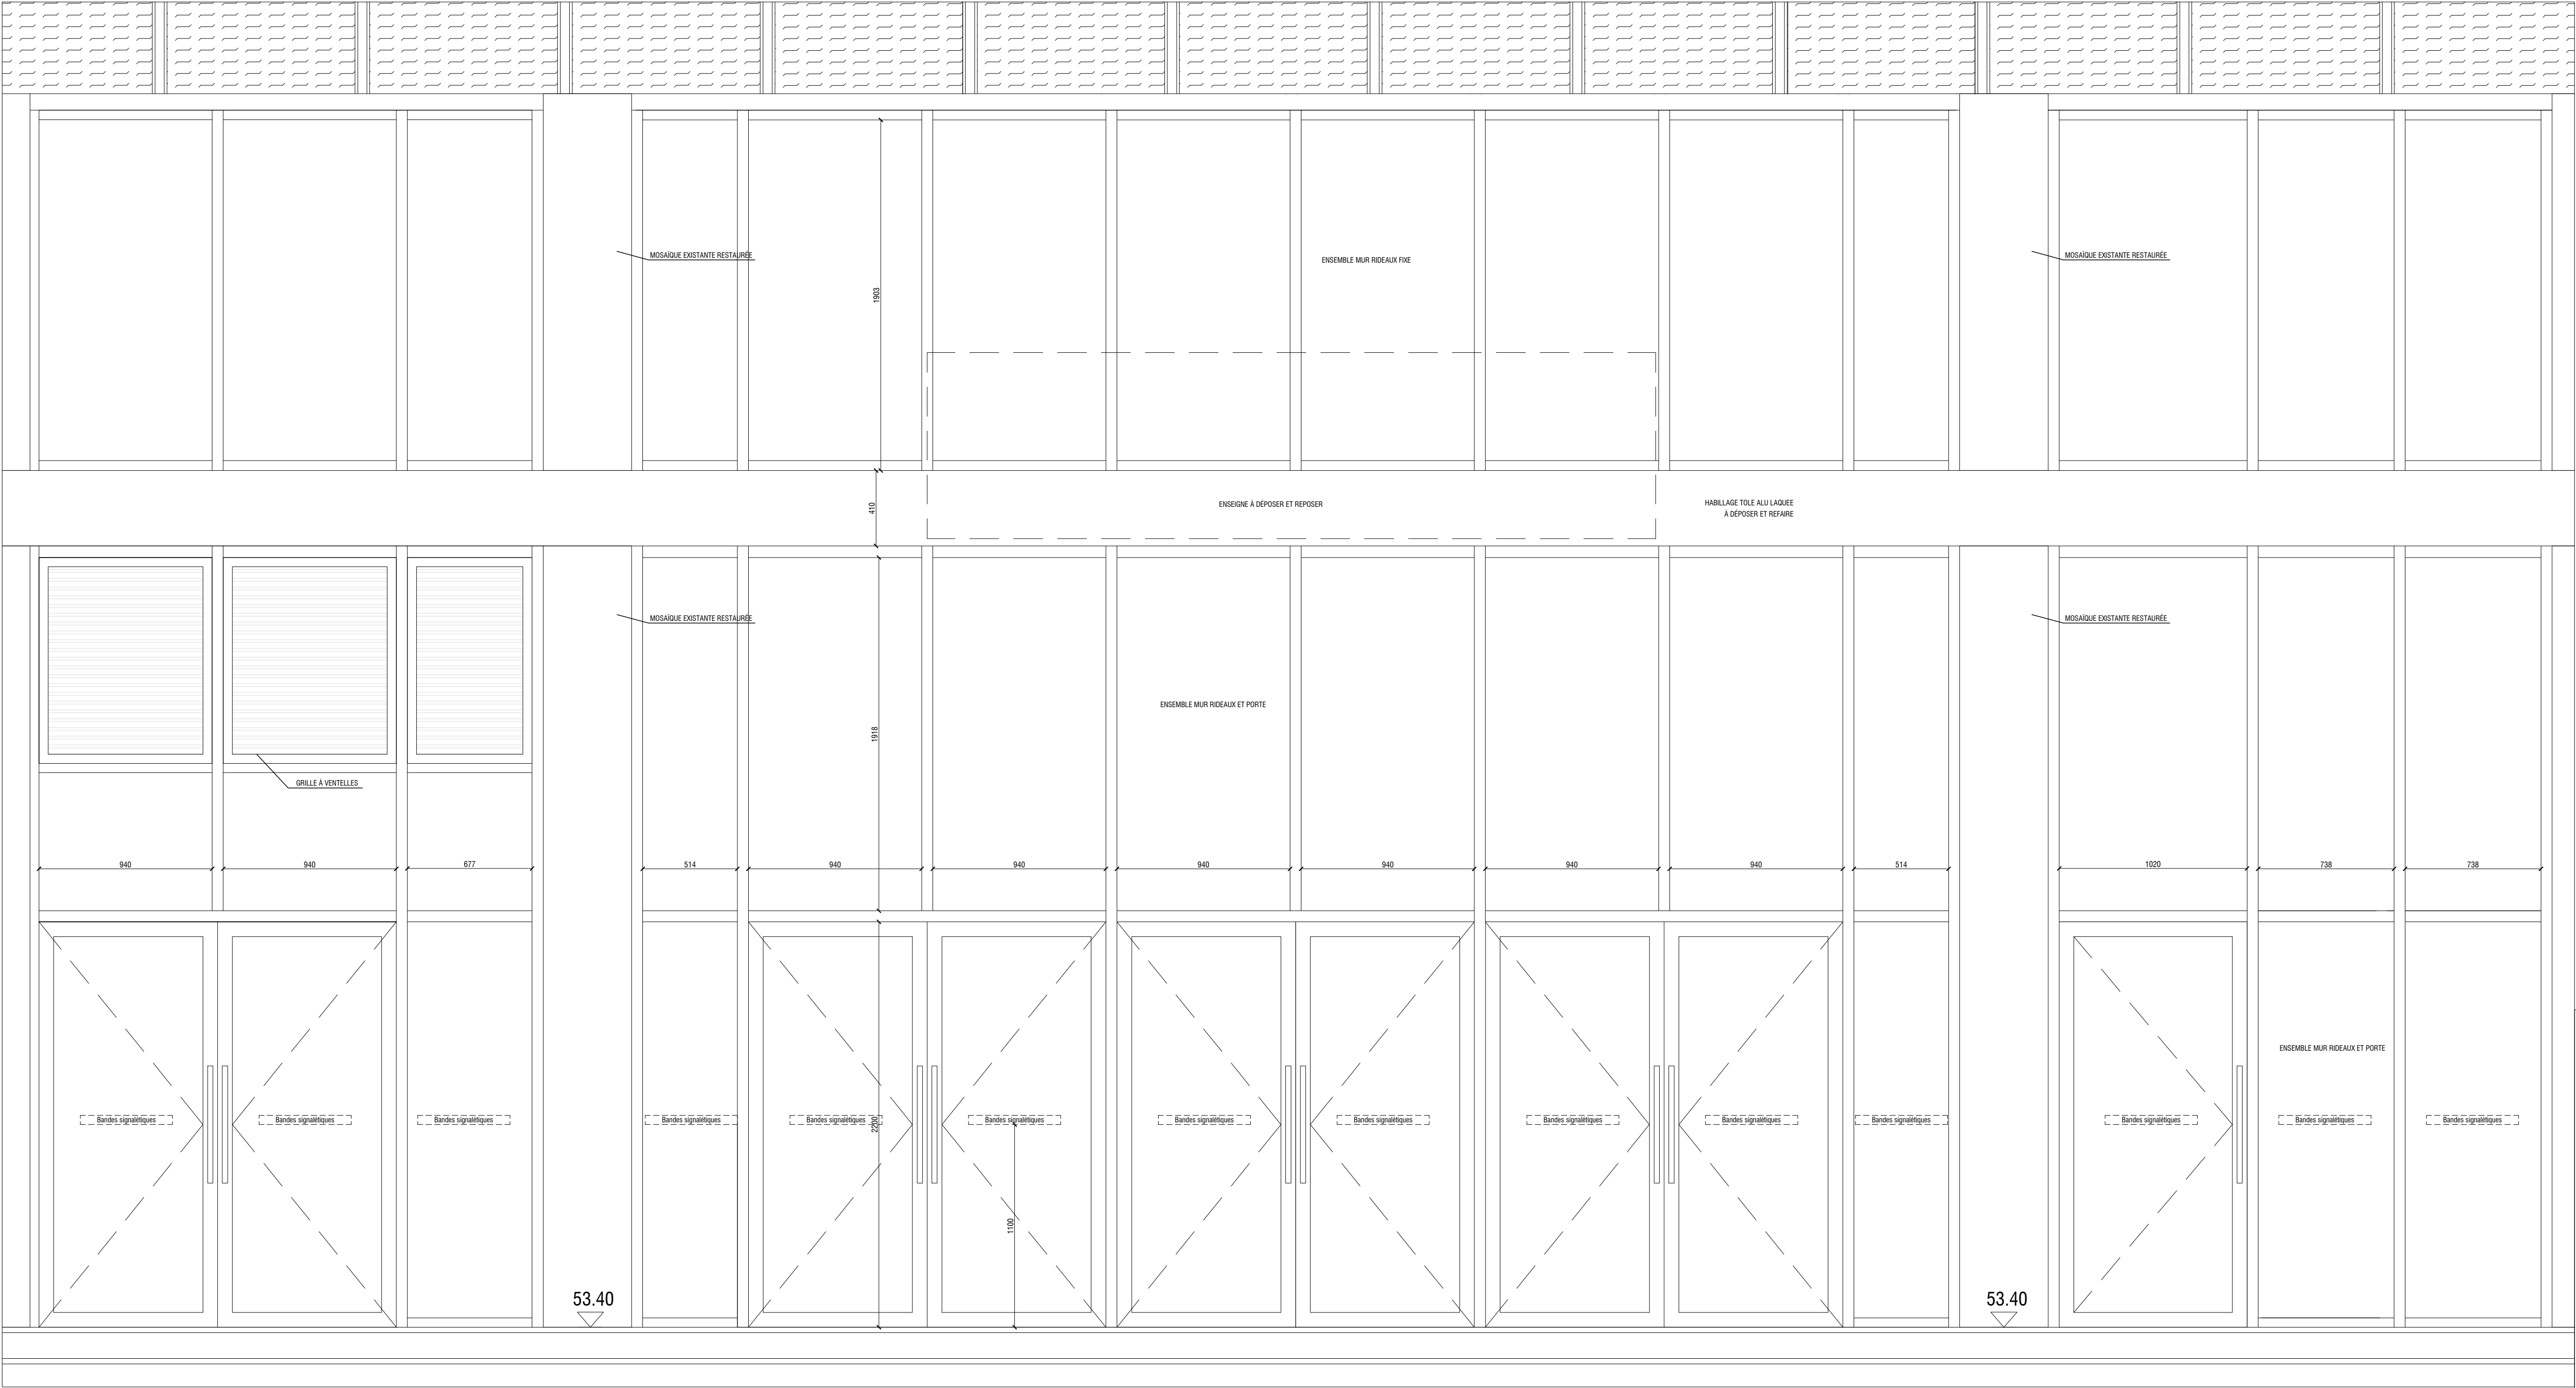 MOSAÏQUE EXISTANTE RESTAURÉE
ENSEMBLE MUR RIDEAUX FIXE
MOSAÏQUE EXISTANTE RESTAURÉE
1903
410
ENSEIGNE À DÉPOSER ET REPOSER
HABILLAGE TOLE ALU LAQUEE
À DÉPOSER ET REFAIRE
MOSAÏQUE EXISTANTE RESTAURÉE
MOSAÏQUE EXISTANTE RESTAURÉE
ENSEMBLE MUR RIDEAUX ET PORTE
1918
GRILLE À VENTELLES
940
940
677
514
940
940
940
940
940
940
514
1020
738
738
ENSEMBLE MUR RIDEAUX ET PORTE
Bandes signalétiques
Bandes signalétiques
Bandes signalétiques
Bandes signalétiques
Bandes signalétiques
2200
Bandes signalétiques
Bandes signalétiques
Bandes signalétiques
Bandes signalétiques
Bandes signalétiques
Bandes signalétiques
Bandes signalétiques
Bandes signalétiques
Bandes signalétiques
1100
53.40
53.40